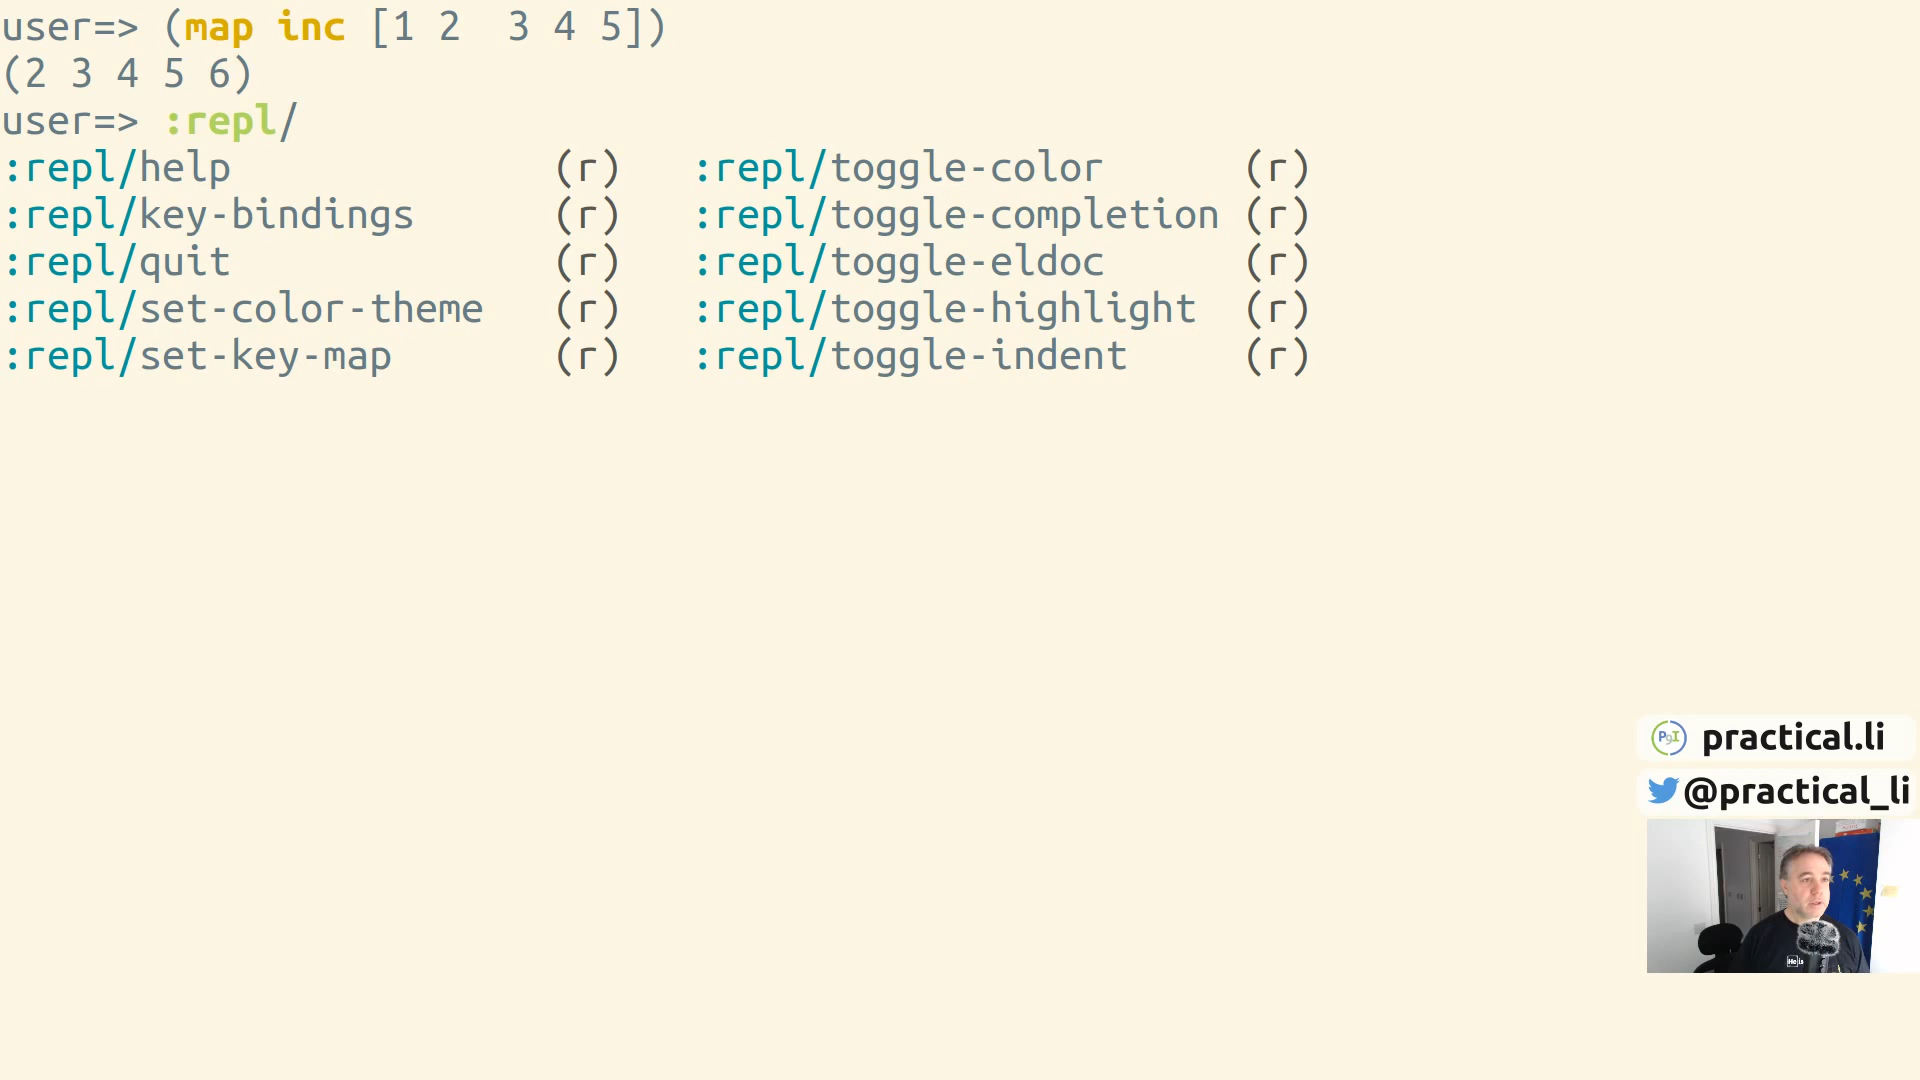 user=> (map inc [1 2  3 4 5])
(2 3 4 5 6)
user=> :repl/
:repl/help (r) :repl/toggle-color (r)
:repl/key-bindings (r) :repl/toggle-completion (r)
:repl/quit (r) :repl/toggle-eldoc (r)
:repl/set-color-theme (r) :repl/toggle-highlight (r)
:repl/set-key-map (r) :repl/toggle-indent (r)
practical.li
@practical_li